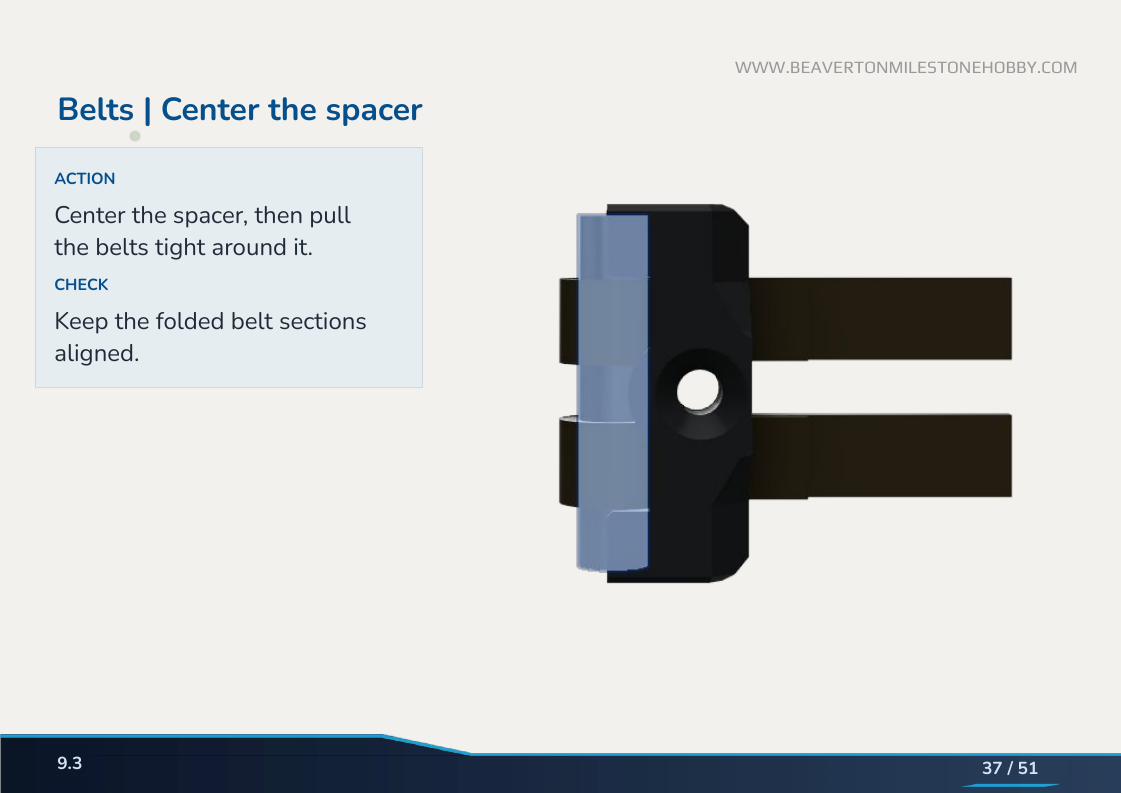 WWW.BEAVERTONMILESTONEHOBBY.COM
Belts | Center the spacer
ACTION
Center the spacer, then pull
the belts tight around it.
CHECK
Keep the folded belt sections
aligned.
9.3
37 / 51